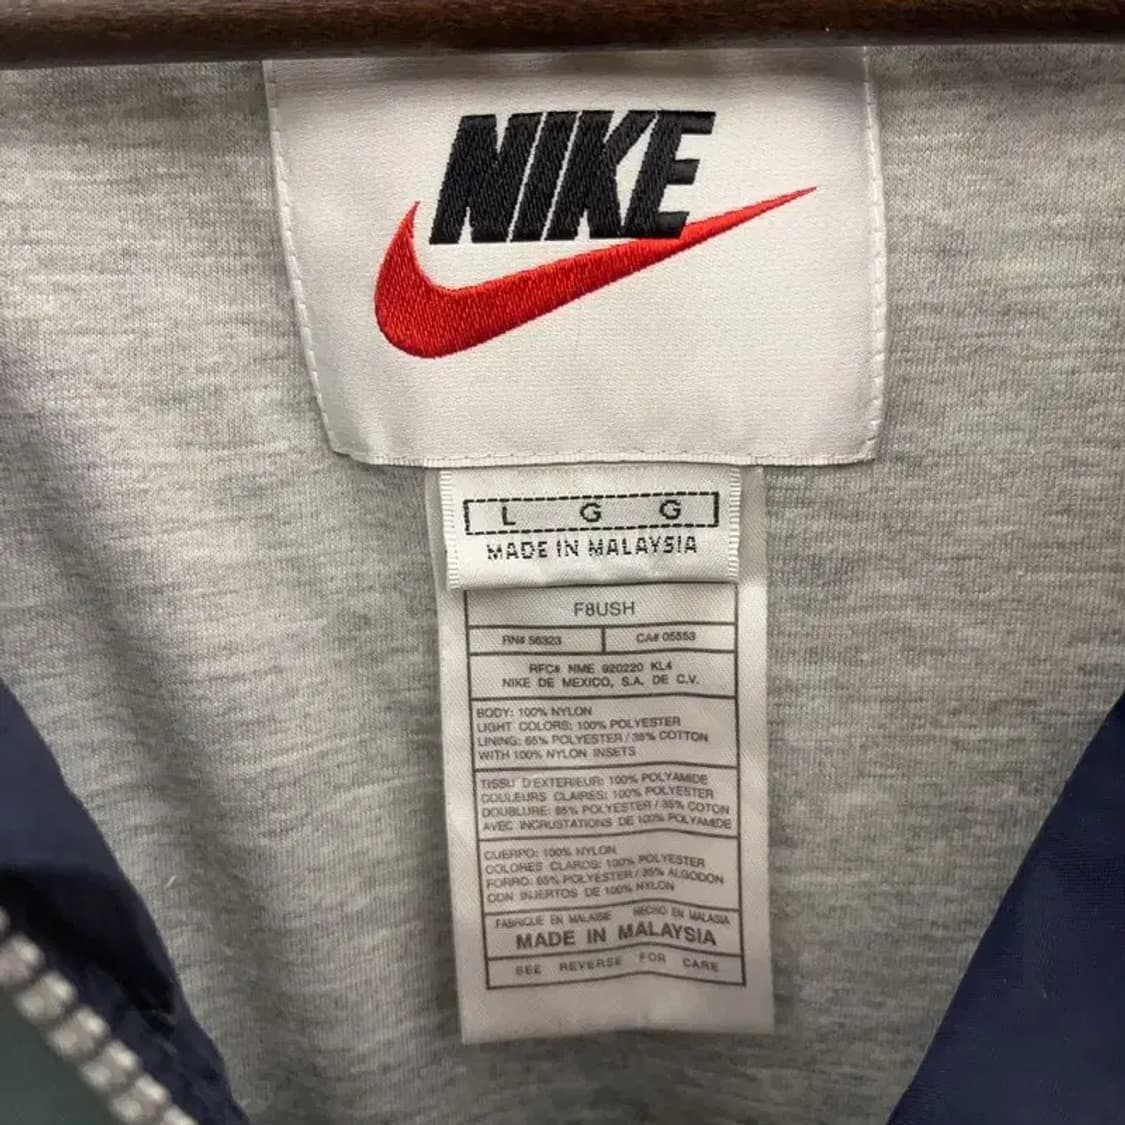 NIKE
L G G
MADE IN MALAYSIA
F8USH
RN# 56323 CA# 05553
RFC# NME 920220 KL4
NIKE DE MEXICO, S.A. DE C.V.
BODY: 100% NYLON
LIGHT COLORS: 100% POLYESTER
LINING: 65% POLYESTER / 35% COTTON
WITH 100% NYLON INSETS
TISSU D'EXTERIEUR: 100% POLYAMIDE
COULEURS CLAIRES: 100% POLYESTER
DOUBLURE: 65% POLYESTER / 35% COTON
AVEC INCRUSTATIONS DE 100% POLYAMIDE
CUERPO: 100% NYLON
COLORES CLAROS: 100% POLYESTER
FORRO: 65% POLYESTER / 35% ALGODON
CON INJERTOS DE 100% NYLON
FABRIQUE EN MALAISIE HECHO EN MALASIA
MADE IN MALAYSIA
SEE REVERSE FOR CARE